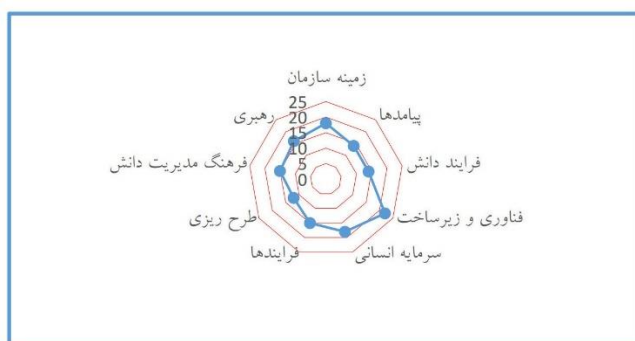 زمینه سازمان
پیامدها
فرایند دانش
فناوری و زیرساخت
سرمایه انسانی
فرایندها
طرح ریزی
فرهنگ مدیریت دانش
رهبری
25
20
15
10
5
0